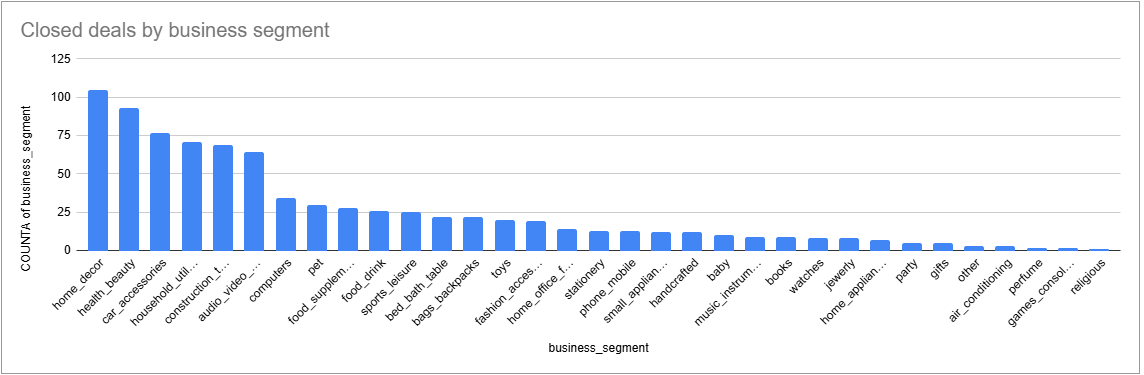 Closed deals by business segment
COUNTA of business_segment
125
100
75
50
25
0
home_decor
health_beauty
car_accessories
household_util…
construction_t…
audio_video_…
computers
pet
food_supplem…
food_drink
sports_leisure
bed_bath_table
bags_backpacks
toys
fashion_acces…
home_office_f…
stationery
phone_mobile
small_applian…
handcrafted
baby
music_instrum…
books
watches
jewerly
home_applian…
party
gifts
other
air_conditioning
perfume
games_consol…
religious
business_segment